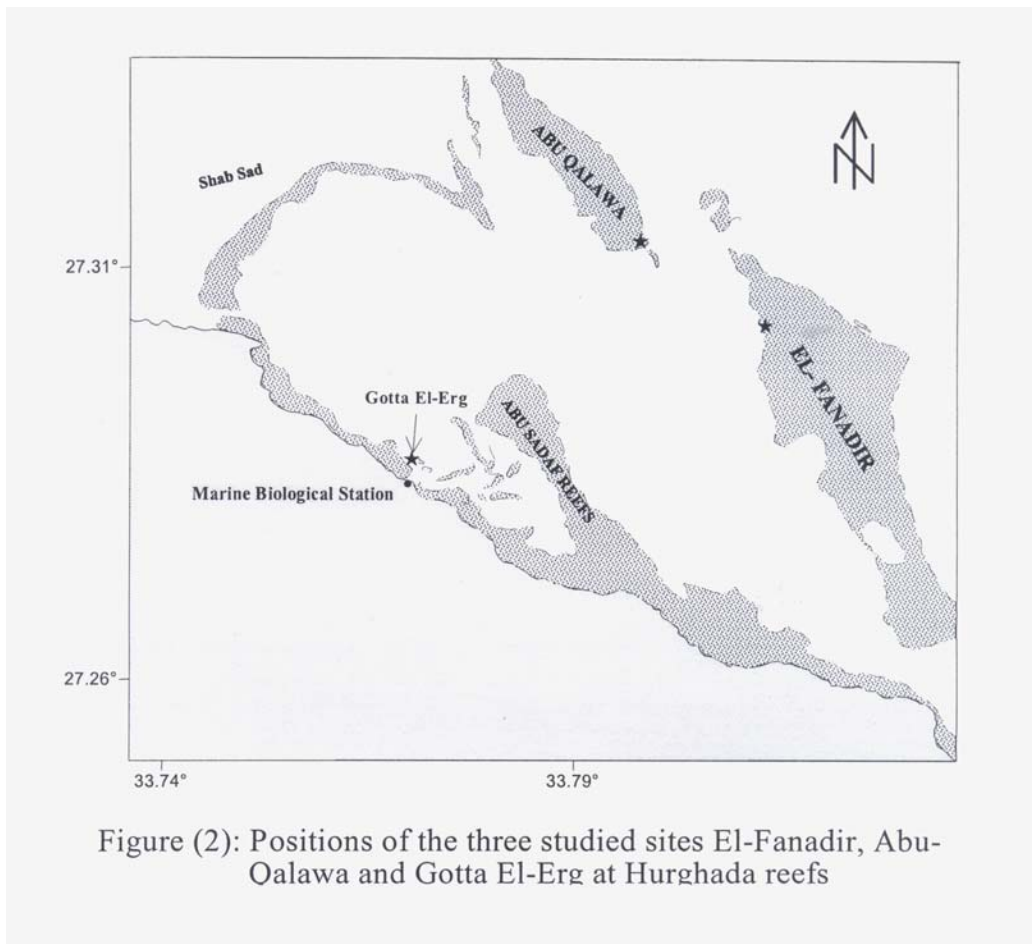 ABU QALAWA
N
Shab Sad
27.31°
EL- FANADIR
Gotta El-Erg
ABU SADAF REEFS
Marine Biological Station
27.26°
33.74°
33.79°
Figure (2): Positions of the three studied sites El-Fanadir, Abu-
Qalawa and Gotta El-Erg at Hurghada reefs